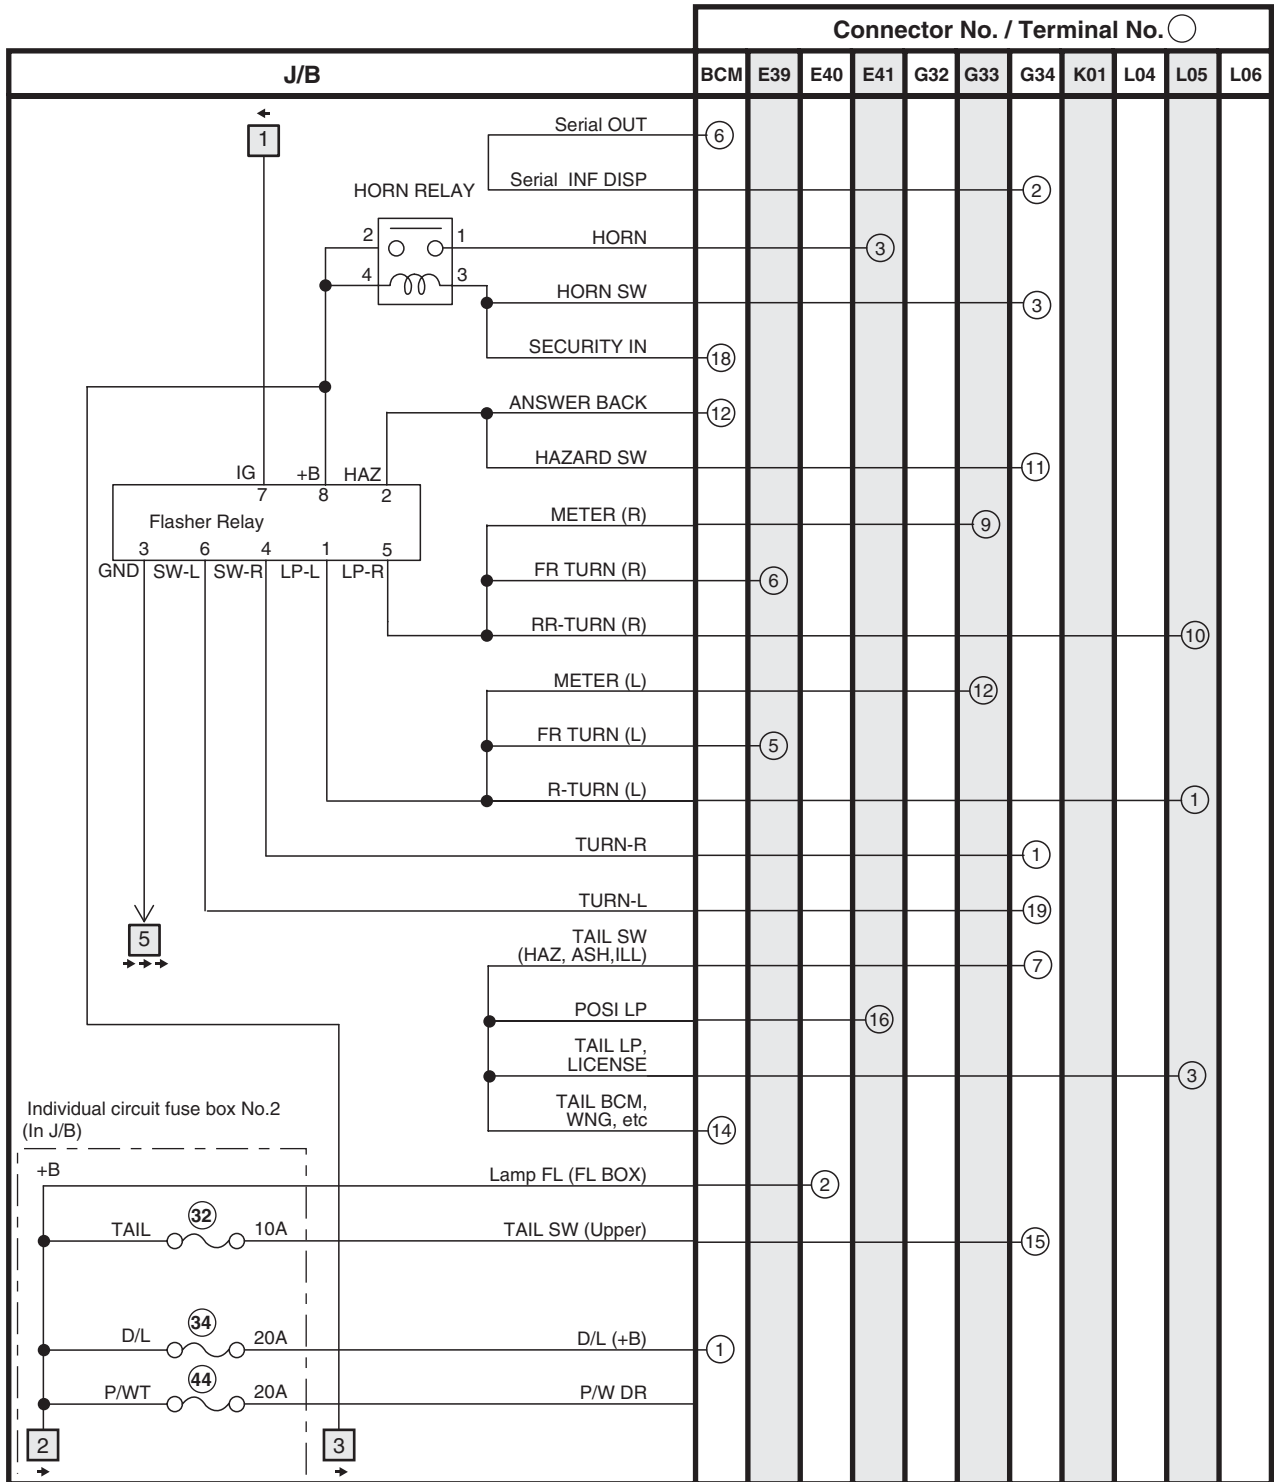 Connector No. / Terminal No.
J/B BCM E39 E40 E41 G32 G33 G34 K01 L04 L05 L06
1
Serial OUT 6
Serial INF DISP 2
HORN RELAY
2 1 HORN 3
4 3
HORN SW 3
SECURITY IN 18
ANSWER BACK 12
HAZARD SW 11
IG +B HAZ
7 8 2
Flasher Relay
METER (R) 9
3 6 4 1 5
GND SW-L SW-R LP-L LP-R
FR TURN (R) 6
RR-TURN (R) 10
METER (L) 12
FR TURN (L) 5
R-TURN (L) 1
TURN-R 1
TURN-L 19
5
TAIL SW
(HAZ, ASH,ILL) 7
POSI LP 16
TAIL LP,
LICENSE 3
TAIL BCM,
WNG, etc 14
Individual circuit fuse box No.2
(In J/B)
+B
Lamp FL (FL BOX) 2
32
TAIL 10A TAIL SW (Upper) 15
34
D/L 20A D/L (+B) 1
44
P/WT 20A P/W DR
2 3